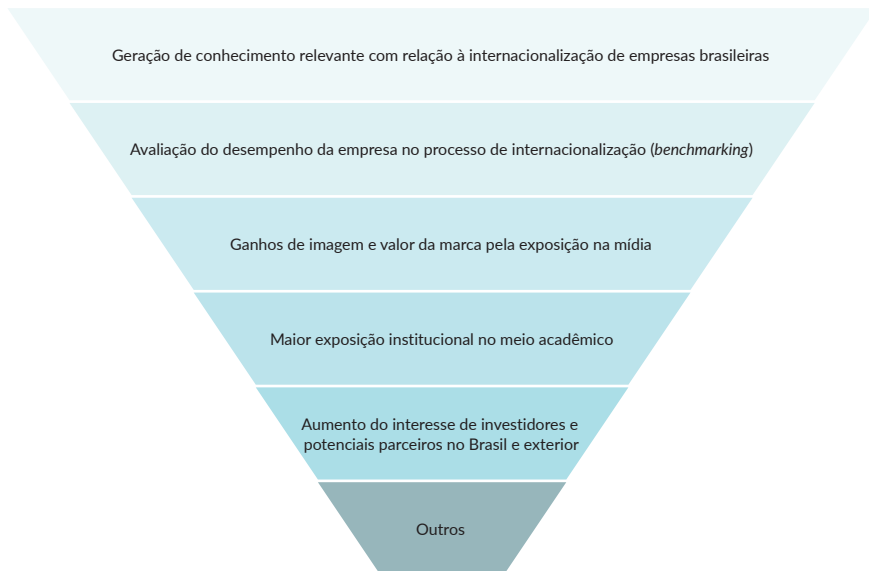 Geração de conhecimento relevante com relação à internacionalização de empresas brasileiras
Avaliação do desempenho da empresa no processo de internacionalização (benchmarking)
Ganhos de imagem e valor da marca pela exposição na mídia
Maior exposição institucional no meio acadêmico
Aumento do interesse de investidores e
potenciais parceiros no Brasil e exterior
Outros